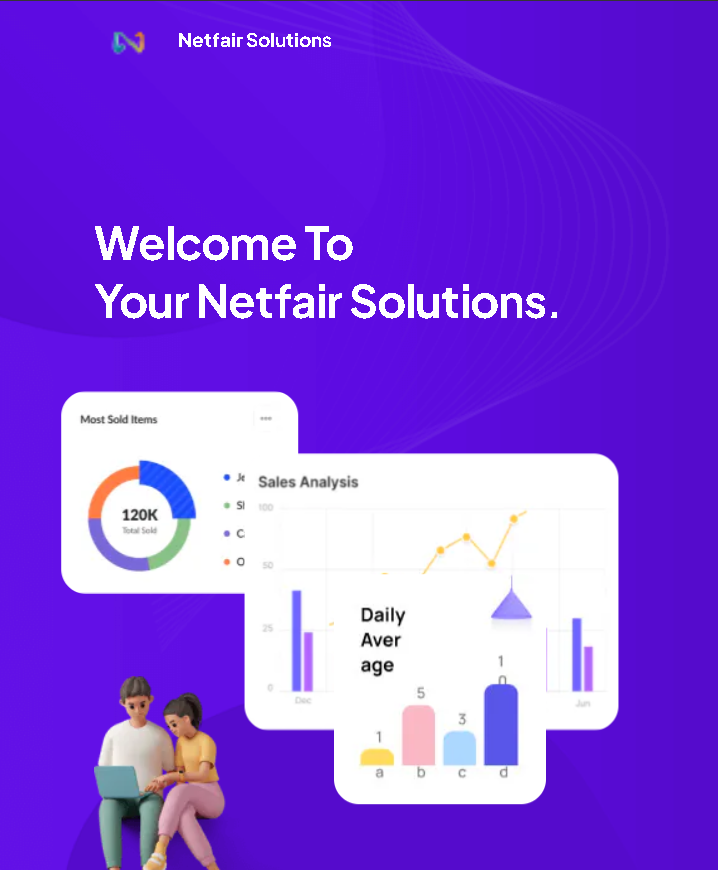 Netfair Solutions
Welcome To
Your Netfair Solutions.
Most Sold Items
120K
Total Sold
Sales Analysis
100
50
25
0
Dec
Jun
Daily
Aver
age
1
5
3
1
0
a
b
c
d